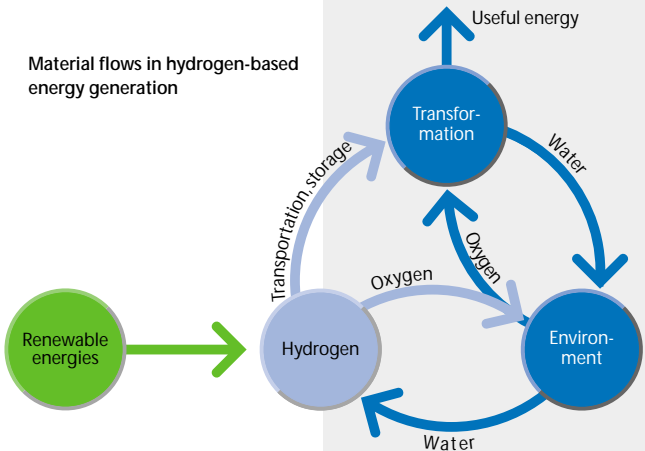 Useful energy
Material flows in hydrogen-based
energy generation
Transfor-
mation
Water
Transportation, storage
Oxygen
Oxygen
Renewable
energies
Hydrogen
Environ-
ment
Water